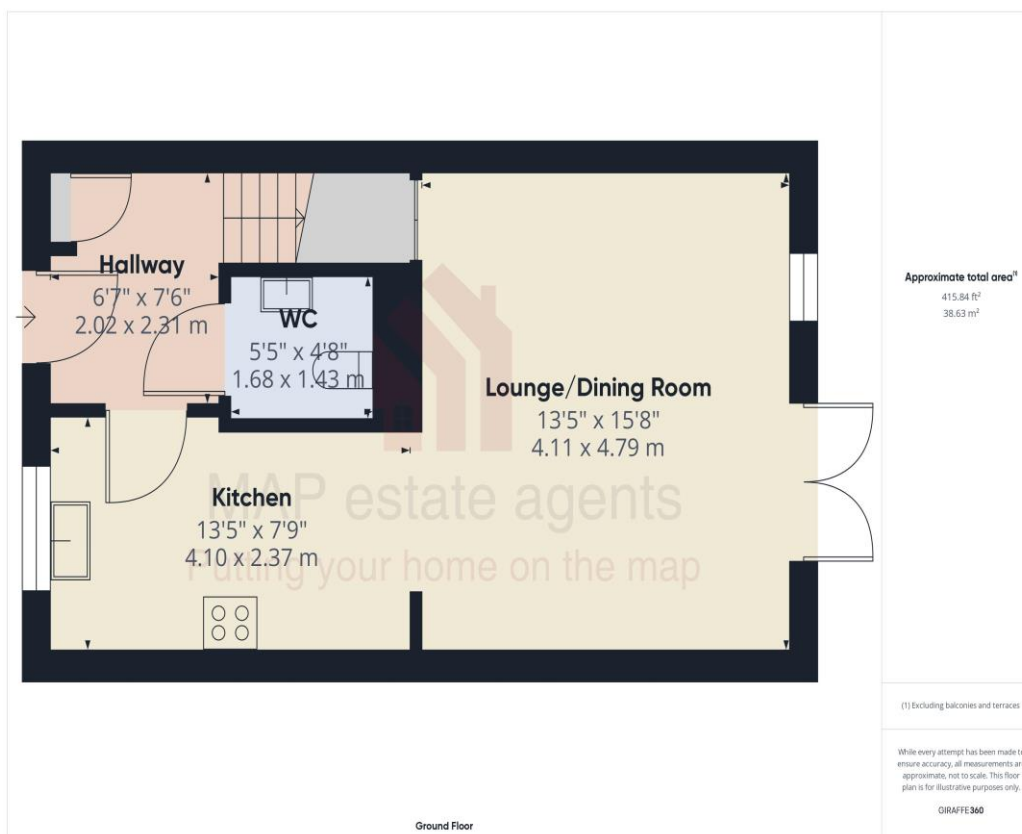 Hallway
6'7" x 7'6"
2.02 x 2.31 m
WC
5'5" x 4'8"
1.68 x 1.43 m
Lounge/Dining Room
13'5" x 15'8"
4.11 x 4.79 m
Kitchen
13'5" x 7'9"
4.10 x 2.37 m
MAP estate agents
Putting your home on the map
Ground Floor
Approximate total area(1)
415.84 ft²
38.63 m²
(1) Excluding balconies and terraces
While every attempt has been made to
ensure accuracy, all measurements are
approximate, not to scale. This floor
plan is for illustrative purposes only.
GIRAFFE360